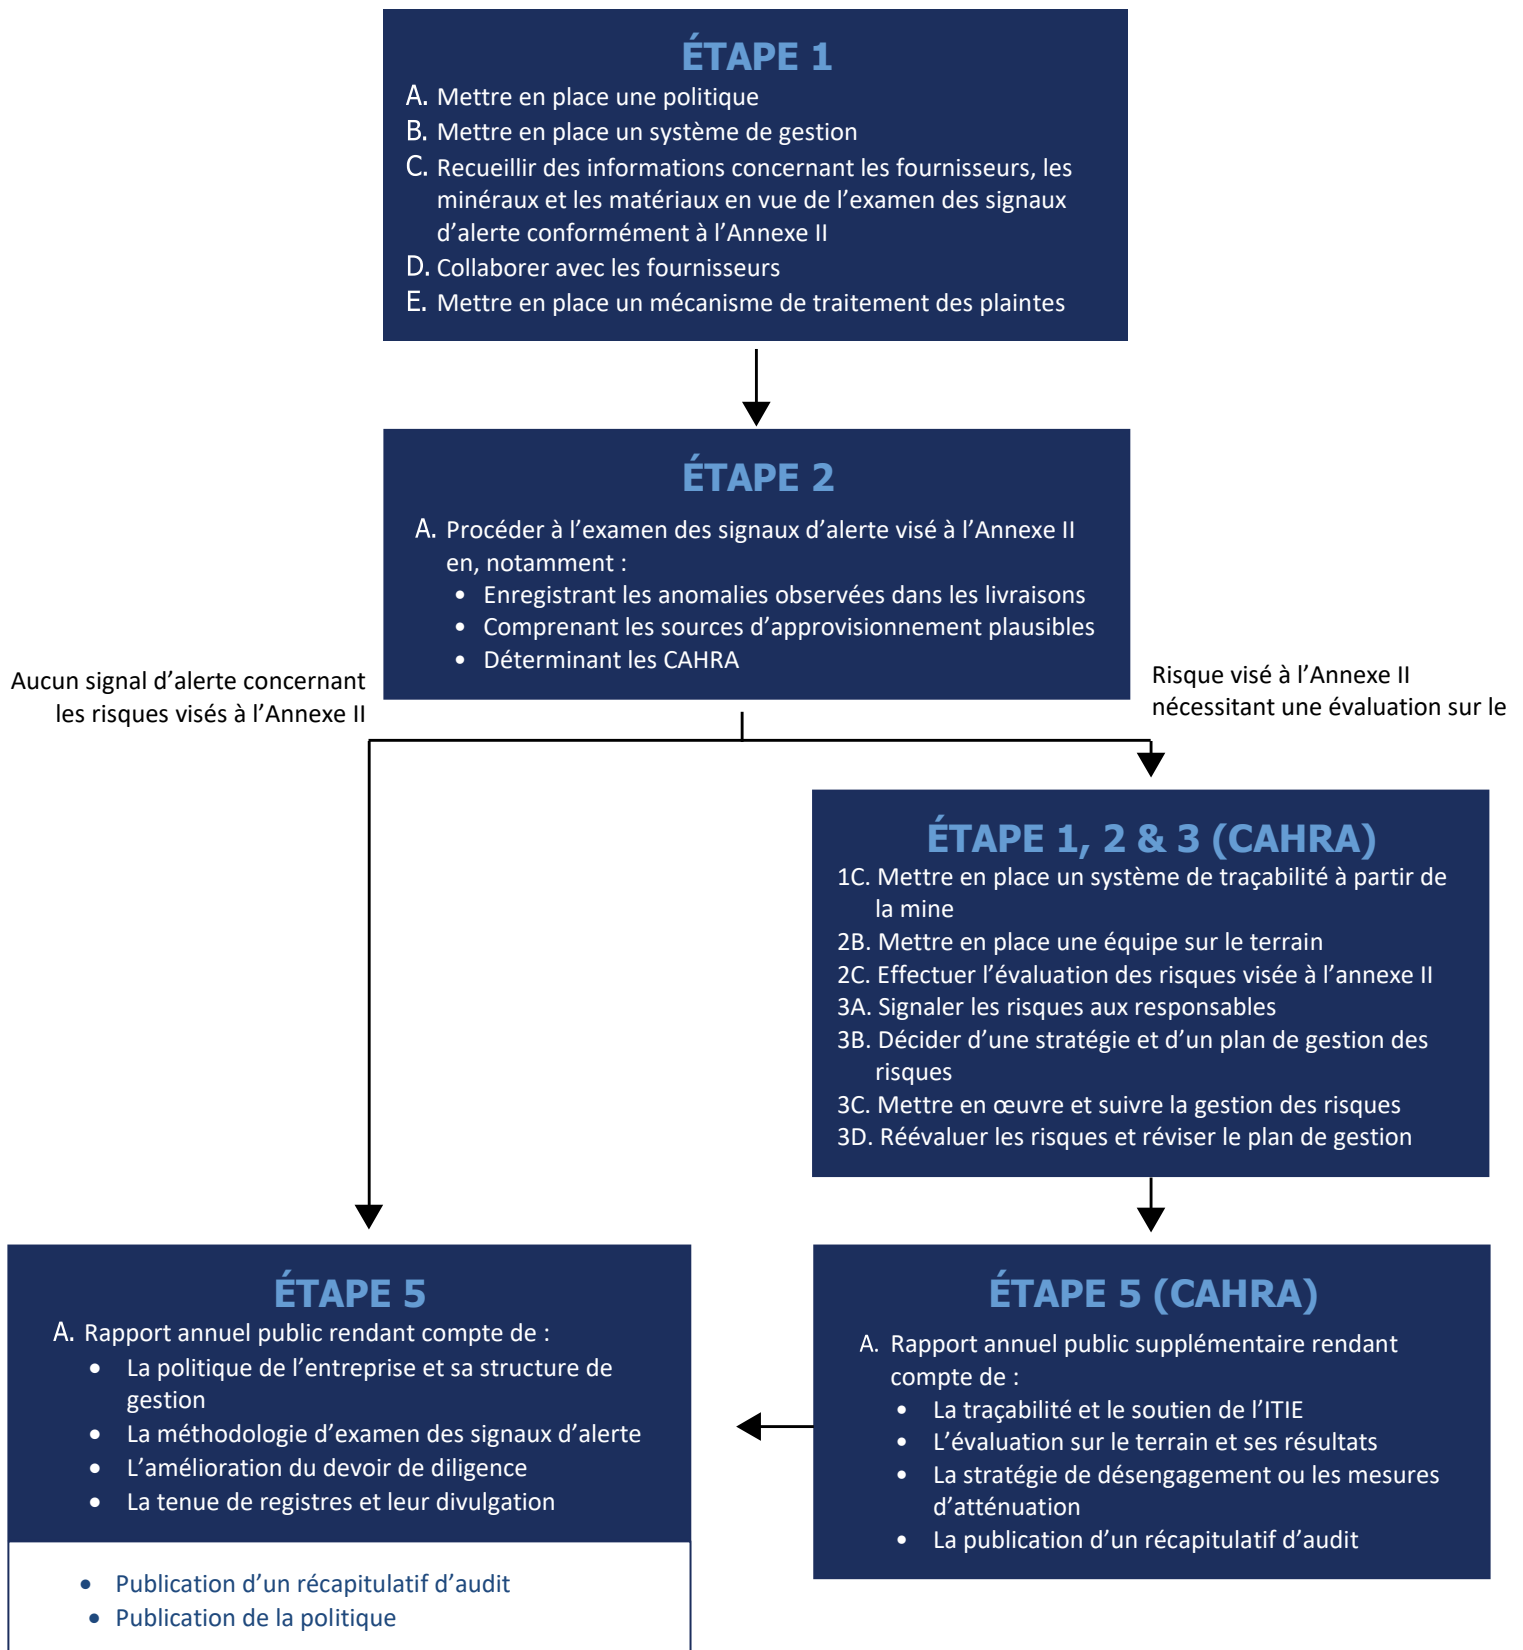 ÉTAPE 1
A. Mettre en place une politique
B. Mettre en place un système de gestion
C. Recueillir des informations concernant les fournisseurs, les
minéraux et les matériaux en vue de l’examen des signaux
d’alerte conformément à l’Annexe II
D. Collaborer avec les fournisseurs
E. Mettre en place un mécanisme de traitement des plaintes
ÉTAPE 2
A. Procéder à l’examen des signaux d’alerte visé à l’Annexe II
en, notamment :
• Enregistrant les anomalies observées dans les livraisons
• Comprenant les sources d’approvisionnement plausibles
• Déterminant les CAHRA
Aucun signal d’alerte concernant
les risques visés à l’Annexe II
Risque visé à l’Annexe II
nécessitant une évaluation sur le
ÉTAPE 1, 2 & 3 (CAHRA)
1C. Mettre en place un système de traçabilité à partir de
la mine
2B. Mettre en place une équipe sur le terrain
2C. Effectuer l’évaluation des risques visée à l’annexe II
3A. Signaler les risques aux responsables
3B. Décider d’une stratégie et d’un plan de gestion des
risques
3C. Mettre en œuvre et suivre la gestion des risques
3D. Réévaluer les risques et réviser le plan de gestion
ÉTAPE 5
A. Rapport annuel public rendant compte de :
• La politique de l’entreprise et sa structure de
gestion
• La méthodologie d’examen des signaux d’alerte
• L’amélioration du devoir de diligence
• La tenue de registres et leur divulgation
• Publication d’un récapitulatif d’audit
• Publication de la politique
ÉTAPE 5 (CAHRA)
A. Rapport annuel public supplémentaire rendant
compte de :
• La traçabilité et le soutien de l’ITIE
• L’évaluation sur le terrain et ses résultats
• La stratégie de désengagement ou les mesures
d’atténuation
• La publication d’un récapitulatif d’audit